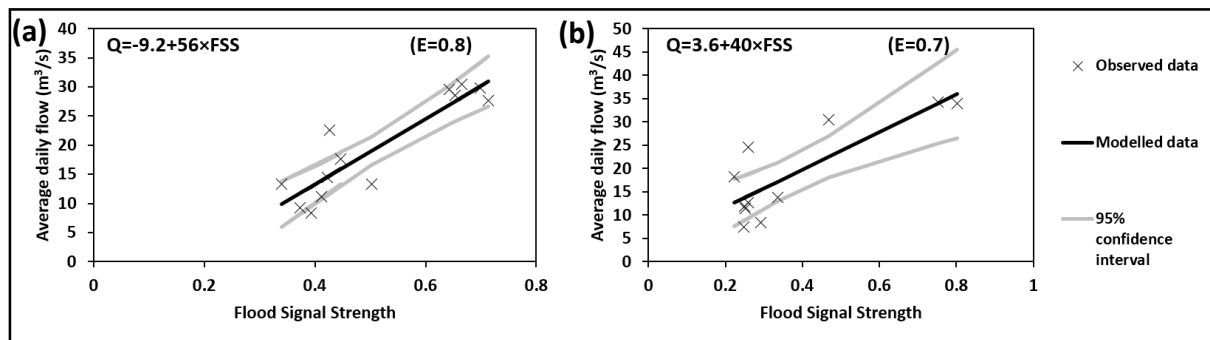 (a)
Q=-9.2+56×FSS
(E=0.8)
Average daily flow (m³/s)
40
35
30
25
20
15
10
5
0
0
0.2
0.4
0.6
0.8
Flood Signal Strength
(b)
Q=3.6+40×FSS
(E=0.7)
Average daily flow (m³/s)
50
45
40
35
30
25
20
15
10
5
0
0
0.2
0.4
0.6
0.8
1
Flood Signal Strength
Observed data
Modelled data
95%
confidence
interval